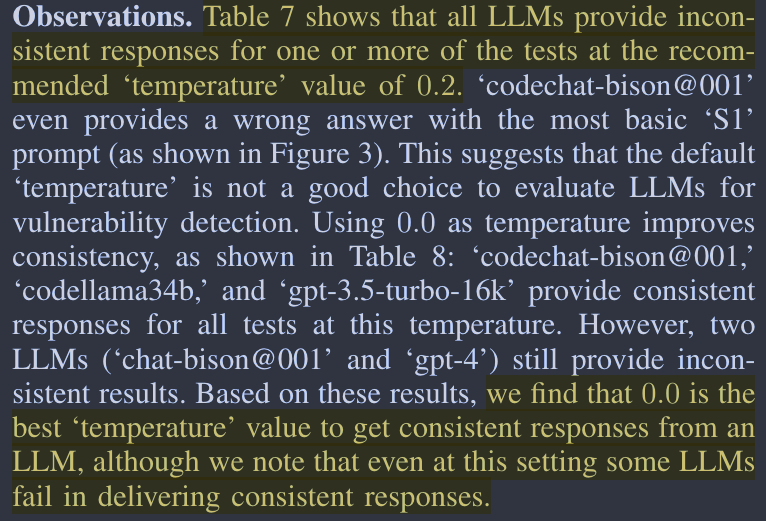 Observations. Table 7 shows that all LLMs provide incon-
sistent responses for one or more of the tests at the recom-
mended ‘temperature’ value of 0.2. ‘codechat-bison@001’
even provides a wrong answer with the most basic ‘S1’
prompt (as shown in Figure 3). This suggests that the default
‘temperature’ is not a good choice to evaluate LLMs for
vulnerability detection. Using 0.0 as temperature improves
consistency, as shown in Table 8: ‘codechat-bison@001,’
‘codellama34b,’ and ‘gpt-3.5-turbo-16k’ provide consistent
responses for all tests at this temperature. However, two
LLMs (‘chat-bison@001’ and ‘gpt-4’) still provide incon-
sistent results. Based on these results, we find that 0.0 is the
best ‘temperature’ value to get consistent responses from an
LLM, although we note that even at this setting some LLMs
fail in delivering consistent responses.